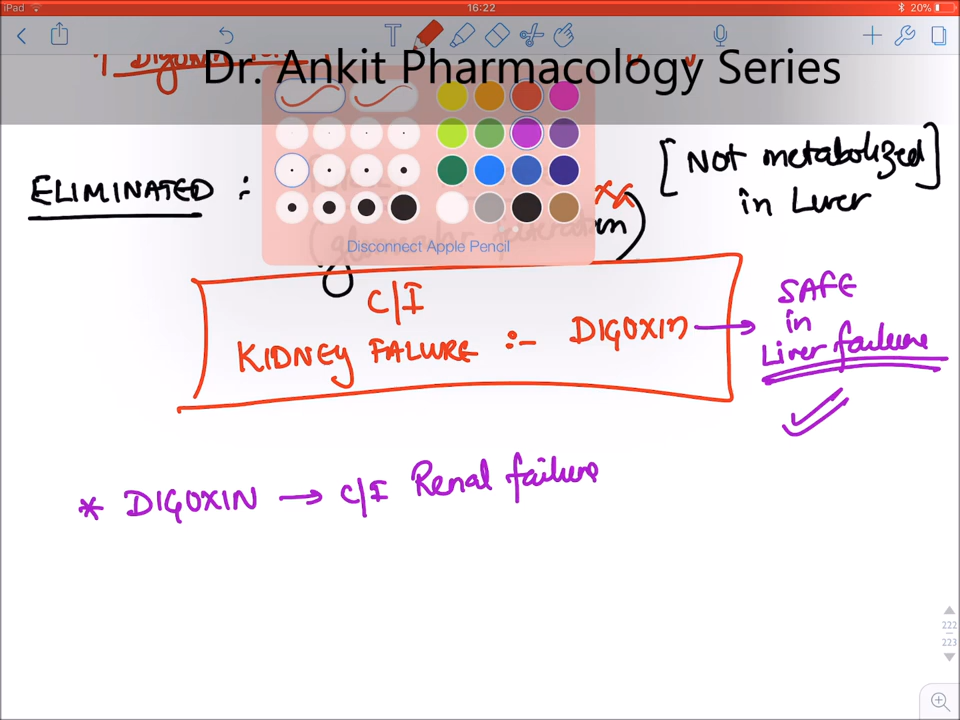 iPad 16:22 20%
DIGOXIN
Dr. Ankit Pharmacology Series
ELIMINATED :-
[Not metabolized]
in Liver
Disconnect Apple Pencil
C/I
KIDNEY FAILURE :- DIGOXIN
SAFE
in
Liver failure
* DIGOXIN → C/I Renal failure
222
223